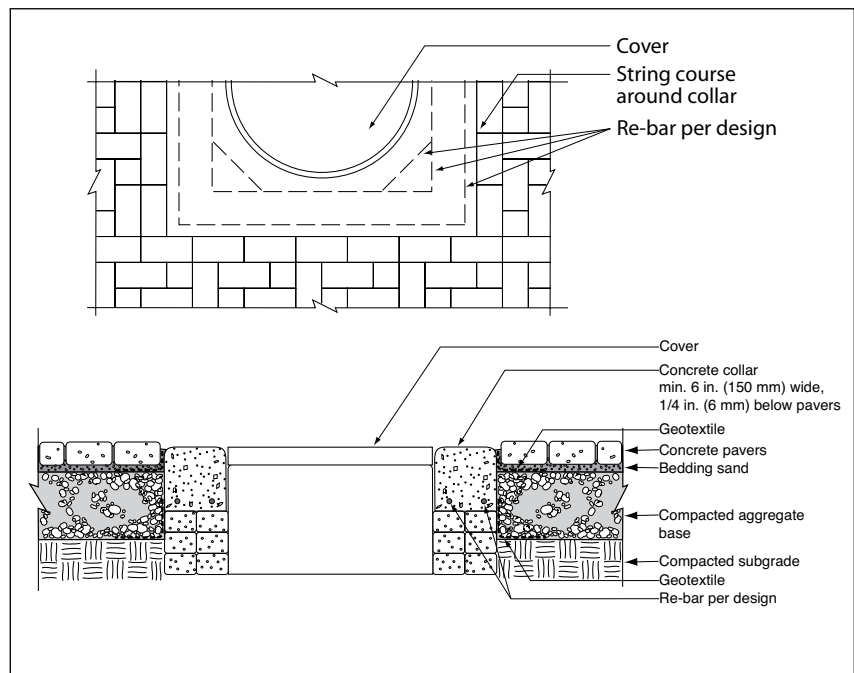 Cover
String course
around collar
Re-bar per design
Cover
Concrete collar
min. 6 in. (150 mm) wide,
1/4 in. (6 mm) below pavers
Geotextile
Concrete pavers
Bedding sand
Compacted aggregate
base
Compacted subgrade
Geotextile
Re-bar per design